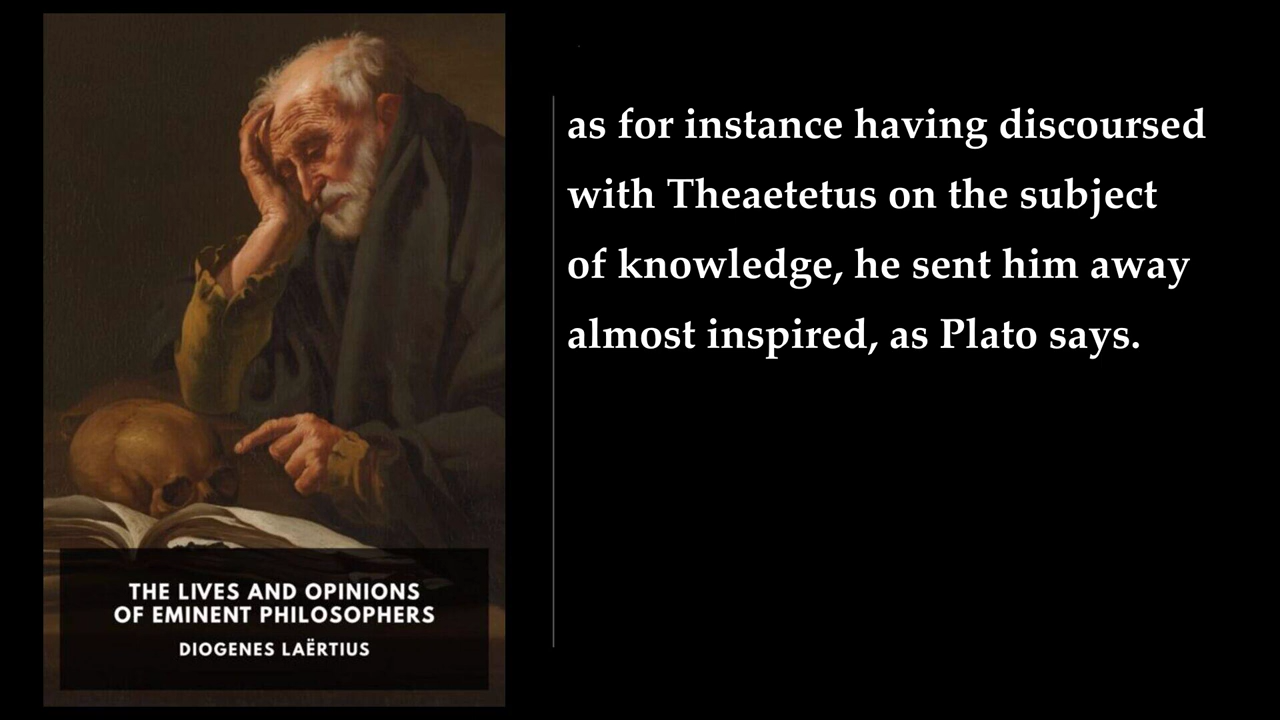 as for instance having discoursed
with Theaetetus on the subject
of knowledge, he sent him away
almost inspired, as Plato says.
THE LIVES AND OPINIONS
OF EMINENT PHILOSOPHERS
DIOGENES LAËRTIUS